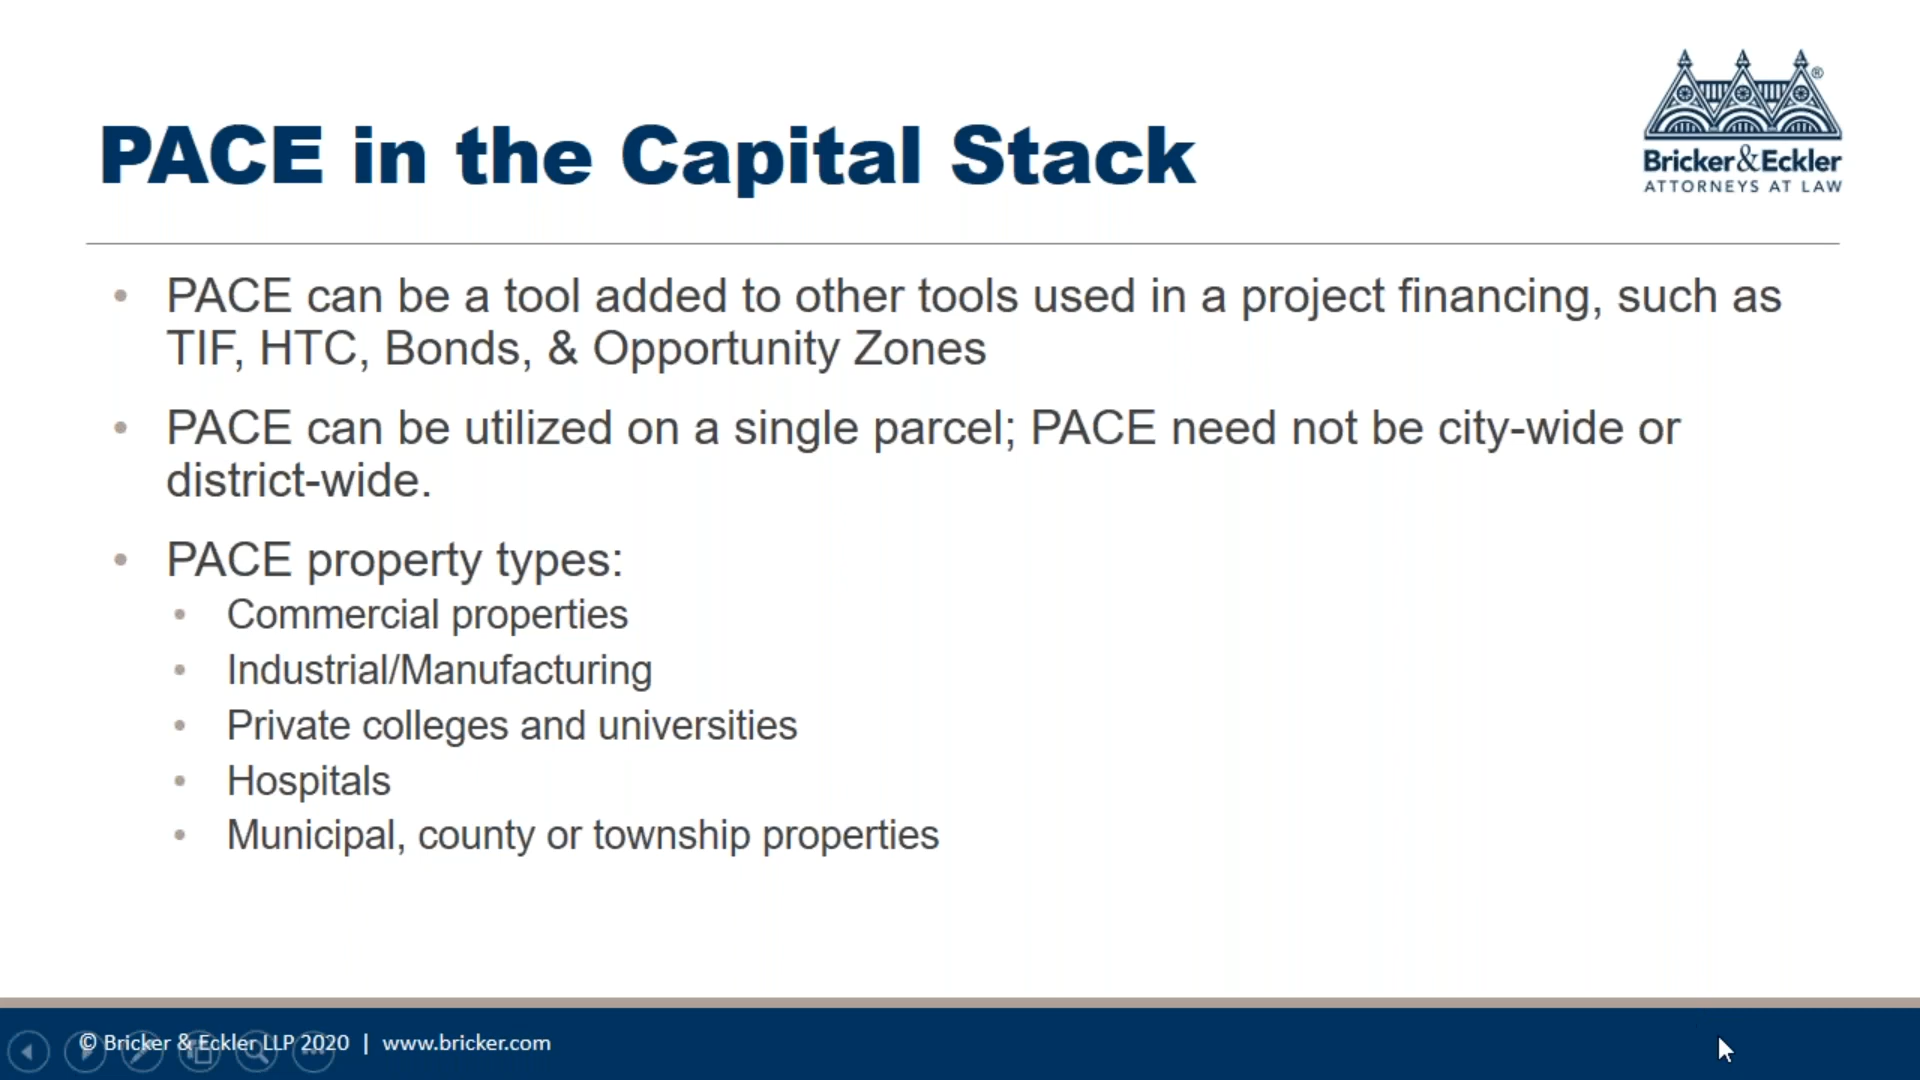 PACE in the Capital Stack
®
Bricker&Eckler
ATTORNEYS AT LAW
• PACE can be a tool added to other tools used in a project financing, such as
TIF, HTC, Bonds, & Opportunity Zones
• PACE can be utilized on a single parcel; PACE need not be city-wide or
district-wide.
• PACE property types:
• Commercial properties
• Industrial/Manufacturing
• Private colleges and universities
• Hospitals
• Municipal, county or township properties
© Bricker & Eckler LLP 2020 | www.bricker.com